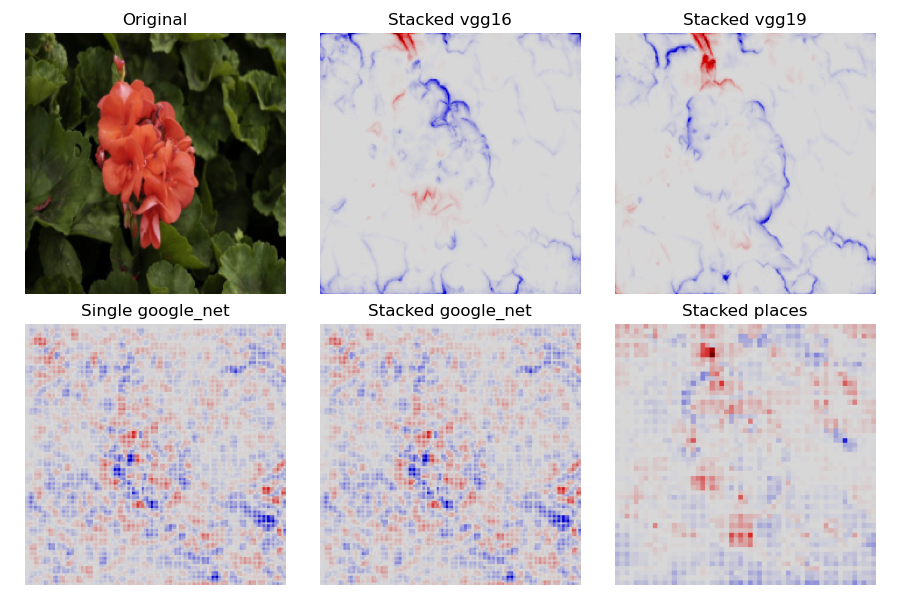 Original
Stacked vgg16
Stacked vgg19
Single google_net
Stacked google_net
Stacked places